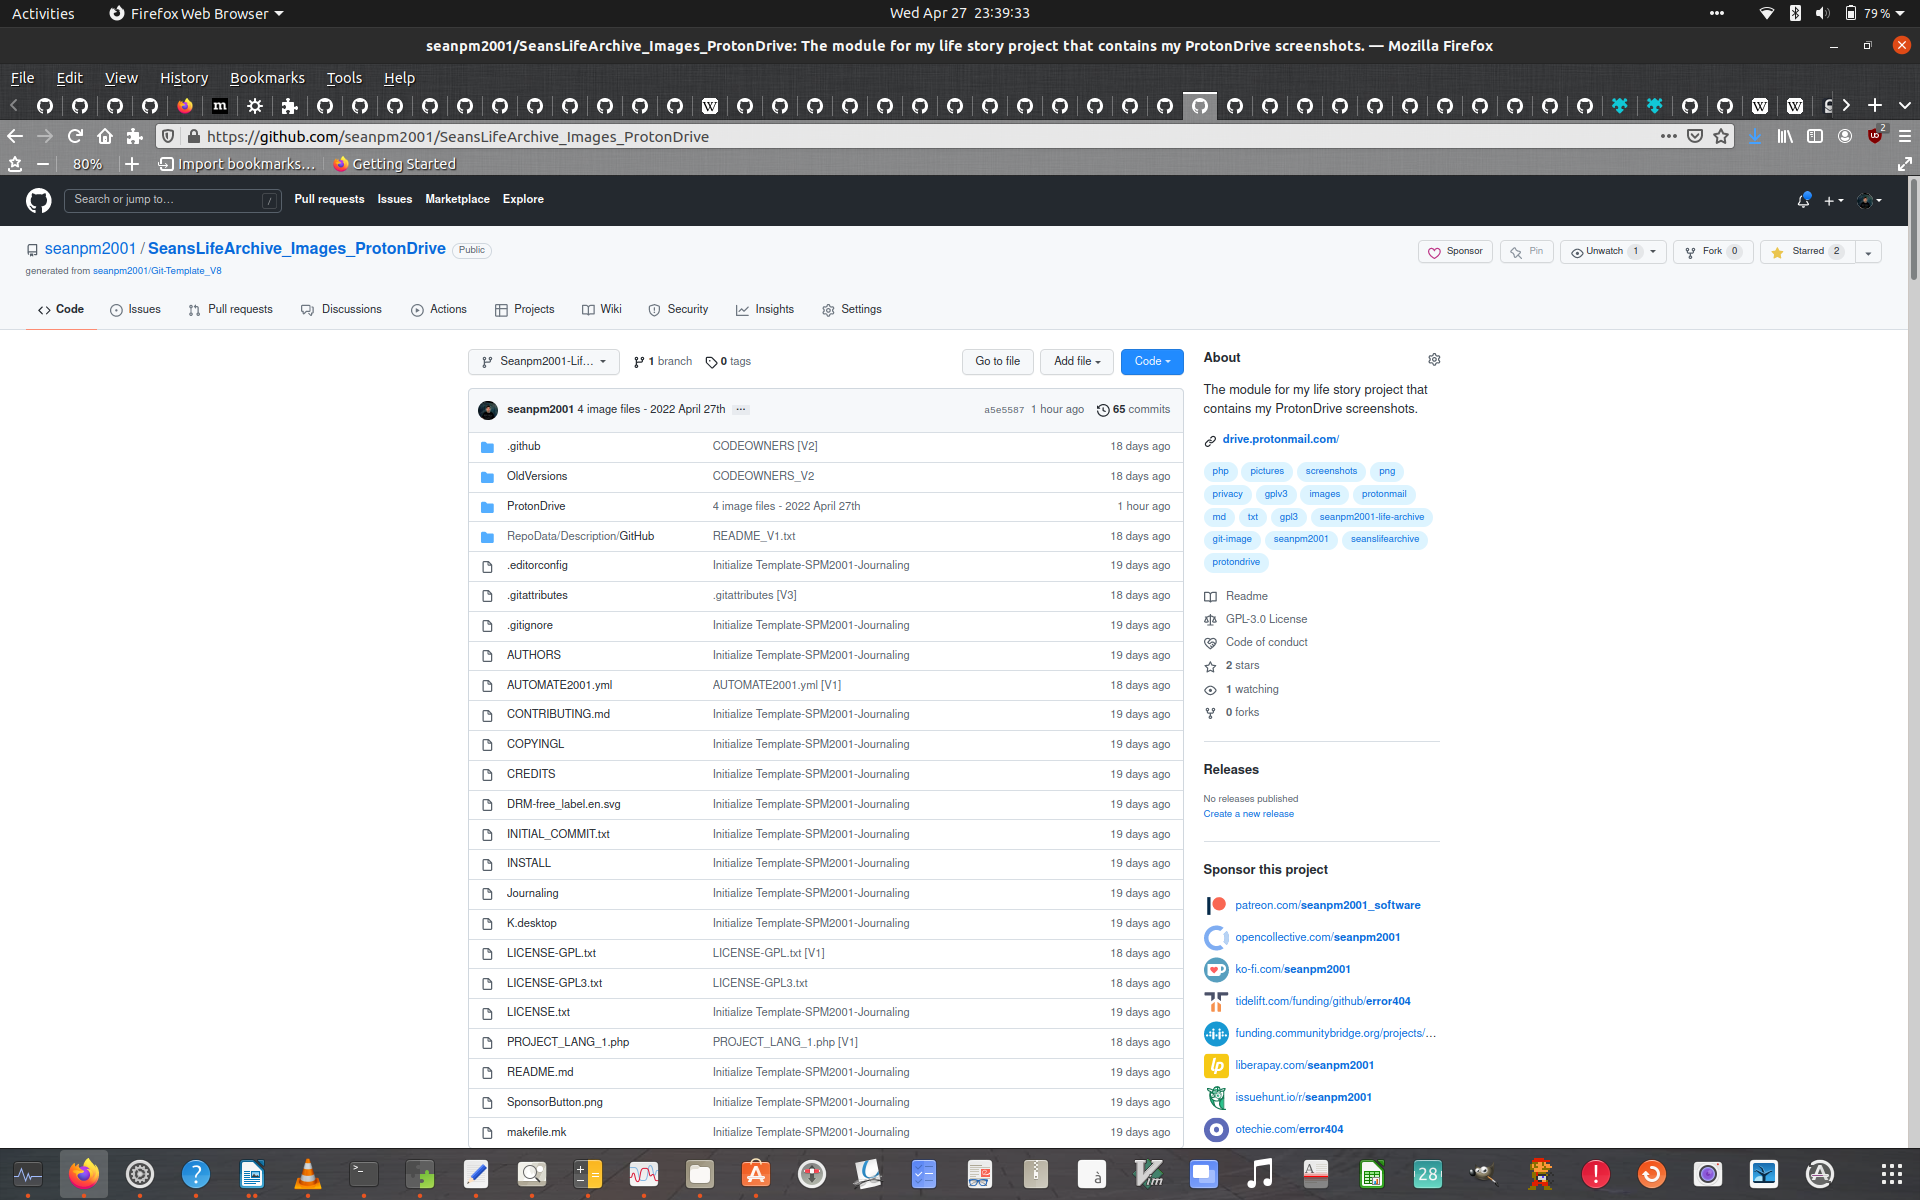 Activities
Firefox Web Browser
Wed Apr 27 23:39:33
79 %
seanpm2001/SeansLifeArchive_Images_ProtonDrive: The module for my life story project that contains my ProtonDrive screenshots. — Mozilla Firefox
File Edit View History Bookmarks Tools Help
https://github.com/seanpm2001/SeansLifeArchive_Images_ProtonDrive
2
80% Import bookmarks... Getting Started
Search or jump to... /
Pull requests Issues Marketplace Explore
seanpm2001 / SeansLifeArchive_Images_ProtonDrive Public
generated from seanpm2001/Git-Template_V8
Sponsor Pin Unwatch 1 Fork 0 Starred 2
Code Issues Pull requests Discussions Actions Projects Wiki Security Insights Settings
Seanpm2001-Lif... 1 branch 0 tags Go to file Add file Code
seanpm2001 4 image files - 2022 April 27th ... a5e5587 1 hour ago 65 commits
.github CODEOWNERS [V2] 18 days ago
OldVersions CODEOWNERS_V2 18 days ago
ProtonDrive 4 image files - 2022 April 27th 1 hour ago
RepoData/Description/GitHub README_V1.txt 18 days ago
.editorconfig Initialize Template-SPM2001-Journaling 19 days ago
.gitattributes .gitattributes [V3] 18 days ago
.gitignore Initialize Template-SPM2001-Journaling 19 days ago
AUTHORS Initialize Template-SPM2001-Journaling 19 days ago
AUTOMATE2001.yml AUTOMATE2001.yml [V1] 18 days ago
CONTRIBUTING.md Initialize Template-SPM2001-Journaling 19 days ago
COPYINGL Initialize Template-SPM2001-Journaling 19 days ago
CREDITS Initialize Template-SPM2001-Journaling 19 days ago
DRM-free_label.en.svg Initialize Template-SPM2001-Journaling 19 days ago
INITIAL_COMMIT.txt Initialize Template-SPM2001-Journaling 19 days ago
INSTALL Initialize Template-SPM2001-Journaling 19 days ago
Journaling Initialize Template-SPM2001-Journaling 19 days ago
K.desktop Initialize Template-SPM2001-Journaling 19 days ago
LICENSE-GPL.txt LICENSE-GPL.txt [V1] 18 days ago
LICENSE-GPL3.txt LICENSE-GPL3.txt 18 days ago
LICENSE.txt Initialize Template-SPM2001-Journaling 19 days ago
PROJECT_LANG_1.php PROJECT_LANG_1.php [V1] 18 days ago
README.md Initialize Template-SPM2001-Journaling 19 days ago
SponsorButton.png Initialize Template-SPM2001-Journaling 19 days ago
makefile.mk Initialize Template-SPM2001-Journaling 19 days ago
About
The module for my life story project that
contains my ProtonDrive screenshots.
drive.protonmail.com/
php pictures screenshots png
privacy gplv3 images protonmail
md txt gpl3 seanpm2001-life-archive
git-image seanpm2001 seanslifearchive
protondrive
Readme
GPL-3.0 License
Code of conduct
2 stars
1 watching
0 forks
Releases
No releases published
Create a new release
Sponsor this project
patreon.com/seanpm2001_software
opencollective.com/seanpm2001
ko-fi.com/seanpm2001
tidelift.com/funding/github/error404
funding.communitybridge.org/projects/...
lp liberapay.com/seanpm2001
issuehunt.io/r/seanpm2001
otechie.com/error404
28